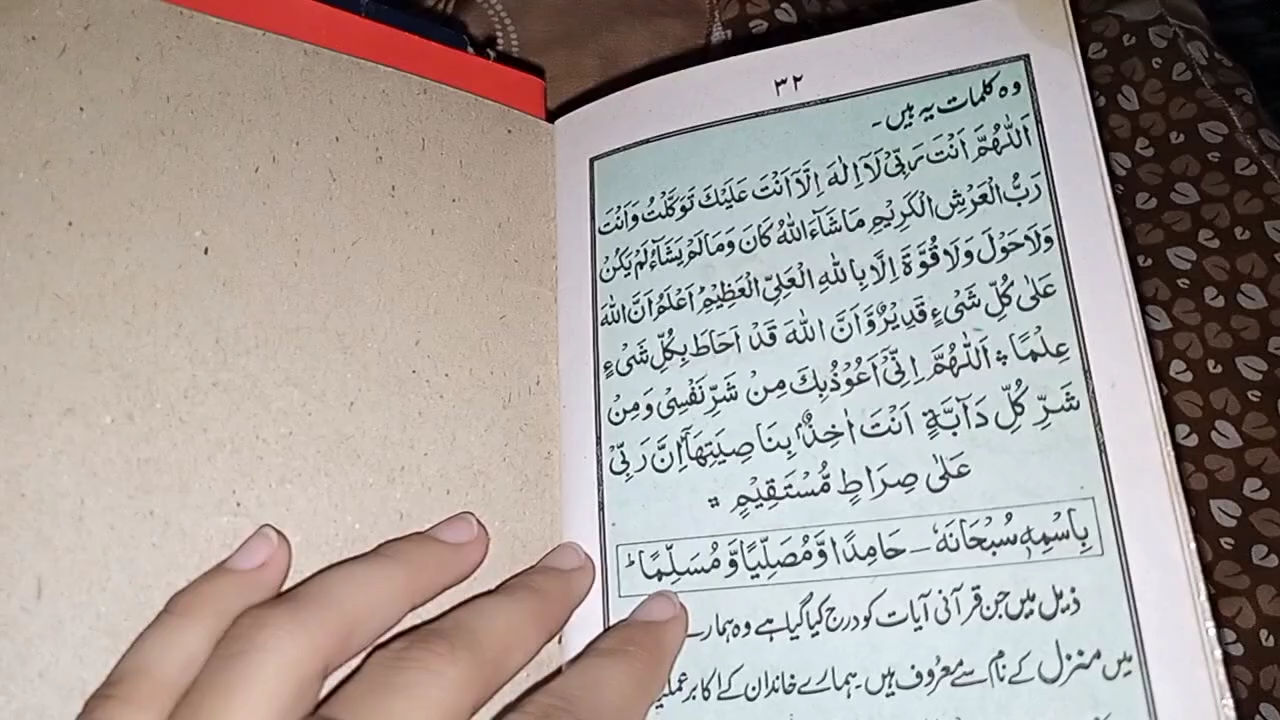 ٣٢
وہ کلمات یہ ہیں۔
اَللّٰهُمَّ اَنْتَ رَبِّیْ لَاۤ اِلٰهَ اِلَّاۤ اَنْتَ عَلَيْكَ تَوَكَّلْتُ وَاَنْتَ
رَبُّ الْعَرْشِ الْكَرِيْمِ مَاشَآءَ اللّٰهُ كَانَ وَمَا لَمْ يَشَاْءْ لَمْ يَكُنْ
وَلَا حَوْلَ وَلَا قُوَّةَ اِلَّا بِاللّٰهِ الْعَلِيِّ الْعَظِيْمِ اَعْلَمُ اَنَّ اللّٰهَ
عَلٰى كُلِّ شَیْءٍ قَدِيْرٌ وَّاَنَّ اللّٰهَ قَدْ اَحَاطَ بِكُلِّ شَیْءٍ
عِلْمًا ؞ اَللّٰهُمَّ اِنِّیْۤ اَعُوْذُ بِكَ مِنْ شَرِّ نَفْسِیْ وَمِنْ
شَرِّ كُلِّ دَآبَّةٍ اَنْتَ اٰخِذٌۢ بِنَاصِيَتِهَاۤ اِنَّ رَبِّیْ
عَلٰى صِرَاطٍ مُّسْتَقِيْمٍ
بِاسْمِهٖ سُبْحَانَهٗ – حَامِدًا وَّ مُصَلِّيًا وَّ مُسَلِّمًا ؕ
ذیل میں جن قرآنی آیات کو درج کیا گیا ہے وہ ہمارے
میں منزل کے نام سے معروف ہیں۔ ہمارے خاندان کے اکابر